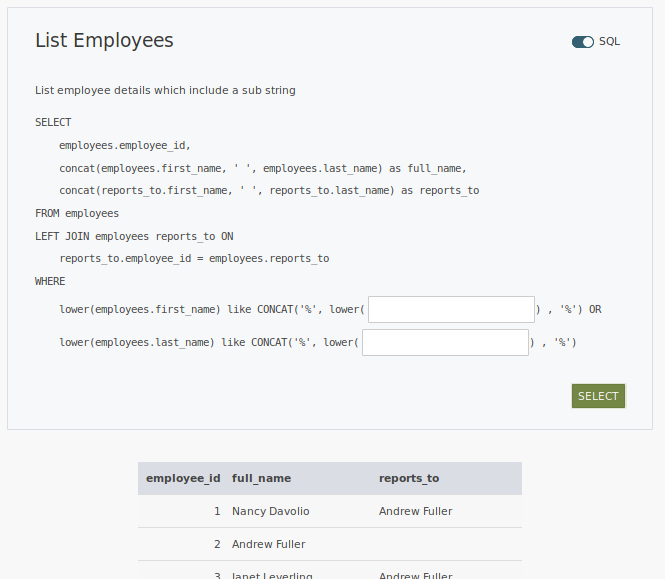 List Employees
SQL
List employee details which include a sub string
SELECT
employees.employee_id,
concat(employees.first_name, ' ', employees.last_name) as full_name,
concat(reports_to.first_name, ' ', reports_to.last_name) as reports_to
FROM employees
LEFT JOIN employees reports_to ON
reports_to.employee_id = employees.reports_to
WHERE
lower(employees.first_name) like CONCAT('%', lower( ) , '%') OR
lower(employees.last_name) like CONCAT('%', lower( ) , '%')
SELECT
employee_id full_name reports_to
1 Nancy Davolio Andrew Fuller
2 Andrew Fuller
3 Janet Leverling Andrew Fuller